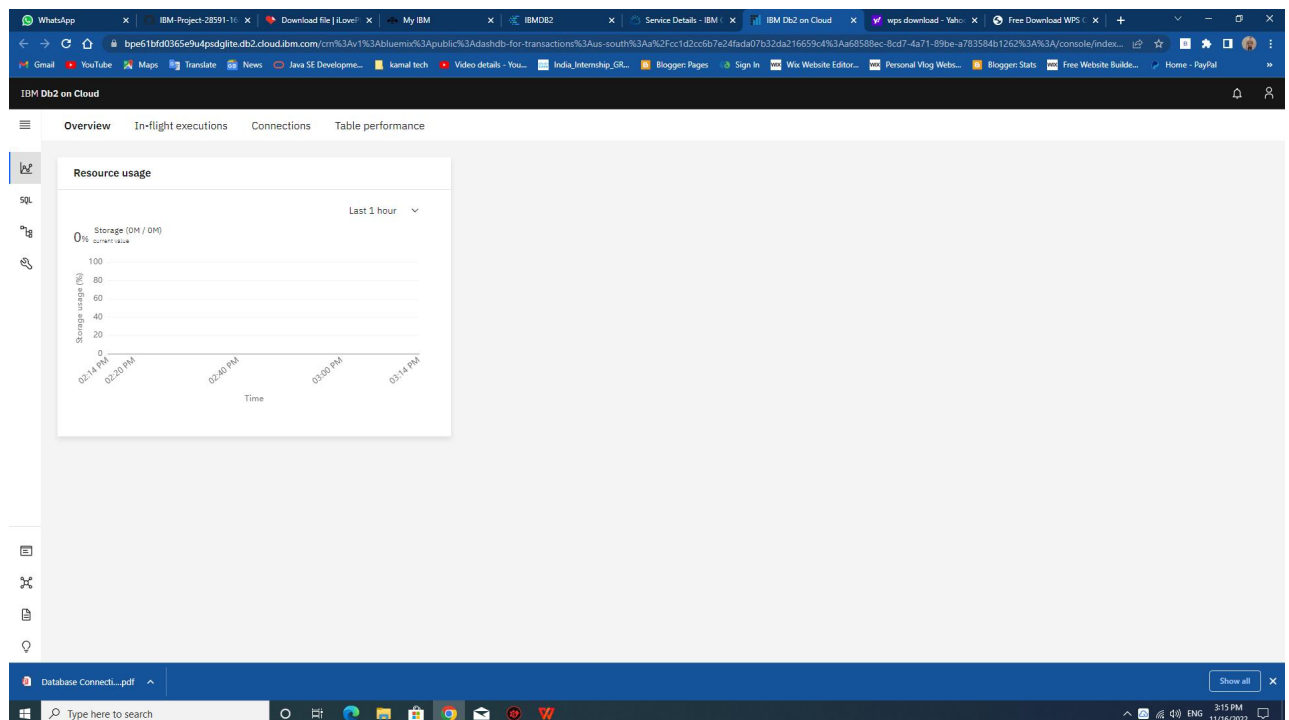 WhatsApp
IBM-Project-28591-16
Download file | iLoveP
My IBM
IBMDB2
Service Details - IBM C
IBM Db2 on Cloud
wps download - Yaho
Free Download WPS C
bpe61bfd0365e9u4psdglite.db2.cloud.ibm.com/crn%3Av1%3Abluemix%3Apublic%3Adashdb-for-transactions%3Aus-south%3Aa%2Fcc1d2cc6b7e24fada07b32da216659c4%3Aa68588ec-8cd7-4a71-89be-a783584b1262%3A%3A/console/index...
Gmail
YouTube
Maps
Translate
News
Java SE Developme...
kamal tech
Video details - You...
India_Internship_GR...
Blogger: Pages
Sign In
Wix Website Editor...
Personal Vlog Webs...
Blogger: Stats
Free Website Builde...
Home - PayPal
IBM Db2 on Cloud
Overview
In-flight executions
Connections
Table performance
Resource usage
SQL
Last 1 hour
0% Storage (0M / 0M)
current value
Storage usage (%)
100
80
60
40
20
0
02:14 PM
02:20 PM
02:40 PM
03:00 PM
03:14 PM
Time
Database Connecti....pdf
Show all
Type here to search
ENG
3:15 PM
11/16/2022